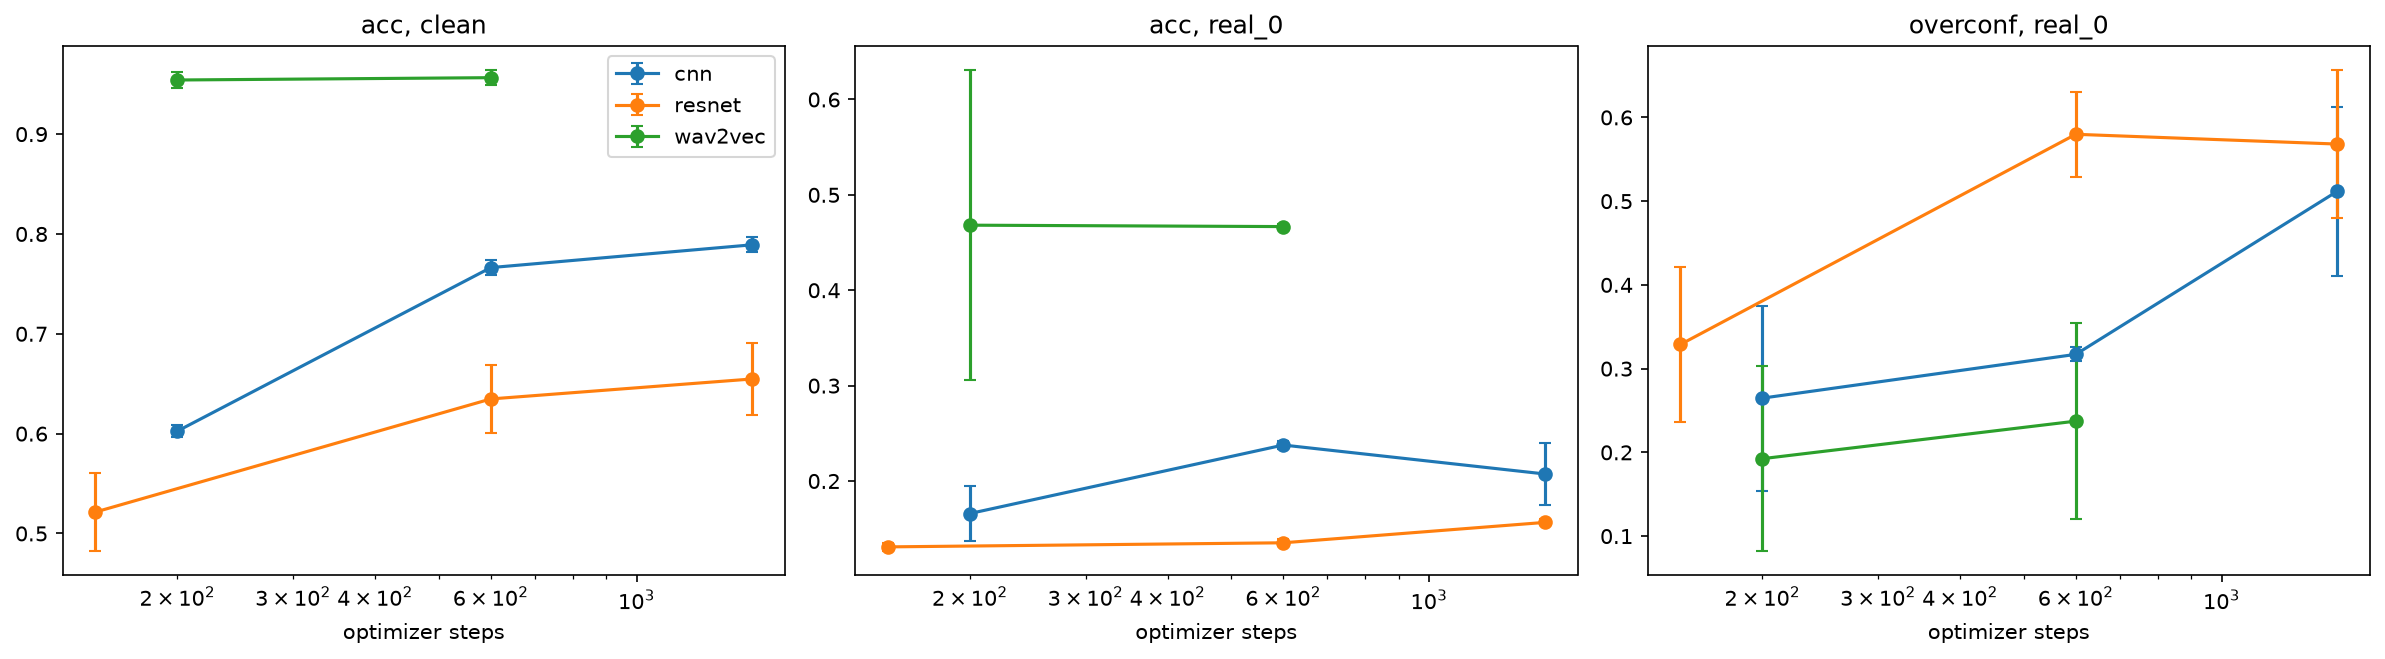 acc, clean
acc, real_0
overconf, real_0
cnn
resnet
wav2vec
0.9
0.8
0.7
0.6
0.5
2 × 10²
3 × 10²
4 × 10²
6 × 10²
10³
optimizer steps
0.6
0.5
0.4
0.3
0.2
2 × 10²
3 × 10²
4 × 10²
6 × 10²
10³
optimizer steps
0.6
0.5
0.4
0.3
0.2
0.1
2 × 10²
3 × 10²
4 × 10²
6 × 10²
10³
optimizer steps